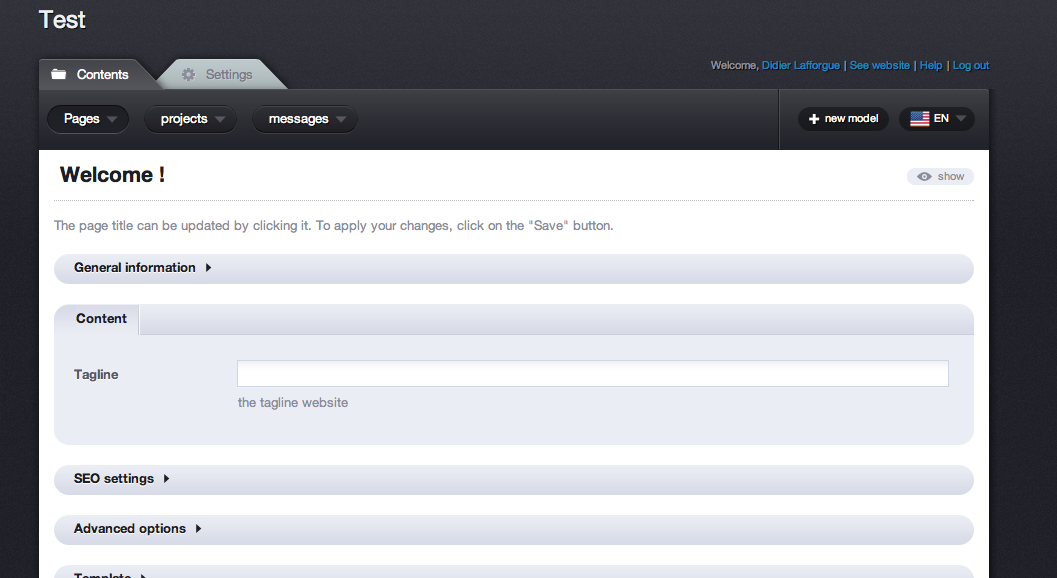 Test
Contents Settings Welcome, Didier Lafforgue | See website | Help | Log out
Pages projects messages + new model EN
Welcome ! show
The page title can be updated by clicking it. To apply your changes, click on the "Save" button.
General information
Content
Tagline
the tagline website
SEO settings
Advanced options
Template